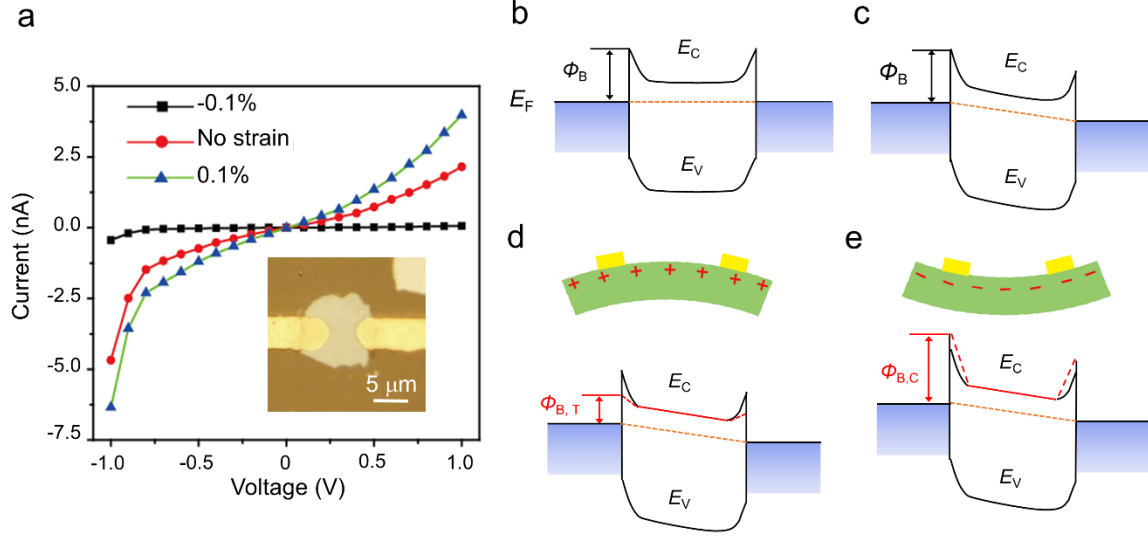 a
Current (nA)
5.0
2.5
0.0
-2.5
-5.0
-7.5
-1.0
-0.5
0
0.5
1.0
Voltage (V)
-0.1%
No strain
0.1%
5 μm
b
Φ_B
E_C
E_F
E_V
c
Φ_B
E_C
E_V
d
+ + + + + + +
Φ_B, T
E_C
E_V
e
- - - - - - -
Φ_B,C
E_C
E_V